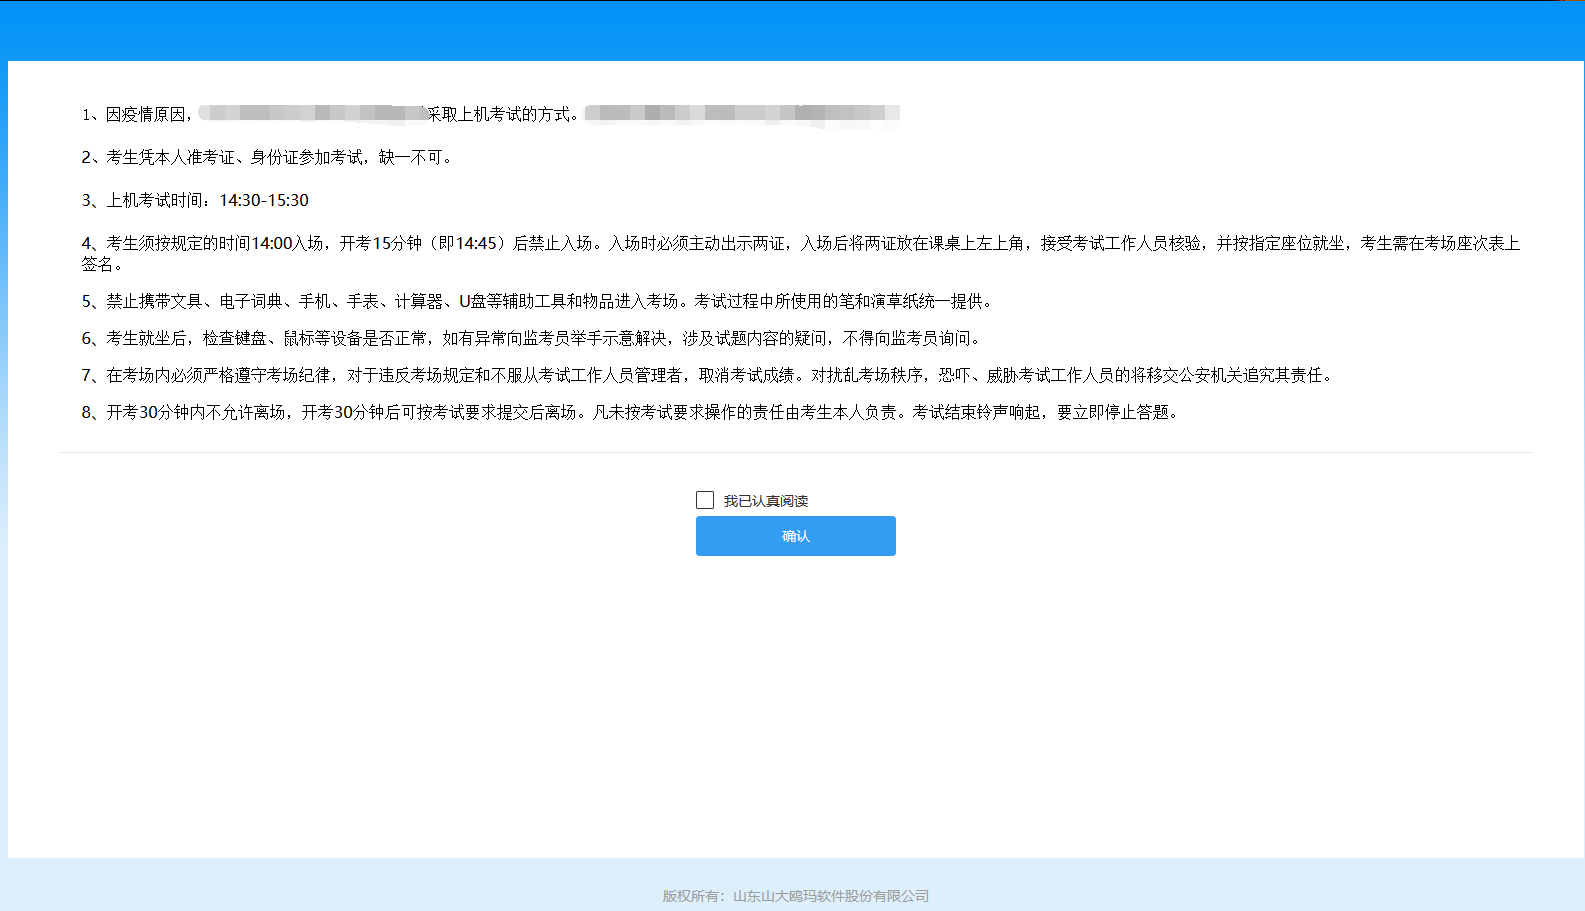 1、因疫情原因，采取上机考试的方式。
2、考生凭本人准考证、身份证参加考试，缺一不可。
3、上机考试时间：14:30-15:30
4、考生须按规定的时间14:00入场，开考15分钟（即14:45）后禁止入场。入场时必须主动出示两证，入场后将两证放在课桌上左上角，接受考试工作人员核验，并按指定座位就坐，考生需在考场座次表上
签名。
5、禁止携带文具、电子词典、手机、手表、计算器、U盘等辅助工具和物品进入考场。考试过程中所使用的笔和演草纸统一提供。
6、考生就坐后，检查键盘、鼠标等设备是否正常，如有异常向监考员举手示意解决，涉及试题内容的疑问，不得向监考员询问。
7、在考场内必须严格遵守考场纪律，对于违反考场规定和不服从考试工作人员管理者，取消考试成绩。对扰乱考场秩序，恐吓、威胁考试工作人员的将移交公安机关追究其责任。
8、开考30分钟内不允许离场，开考30分钟后可按考试要求提交后离场。凡未按考试要求操作的责任由考生本人负责。考试结束铃声响起，要立即停止答题。
我已认真阅读
确认
版权所有：山东山大鸥玛软件股份有限公司